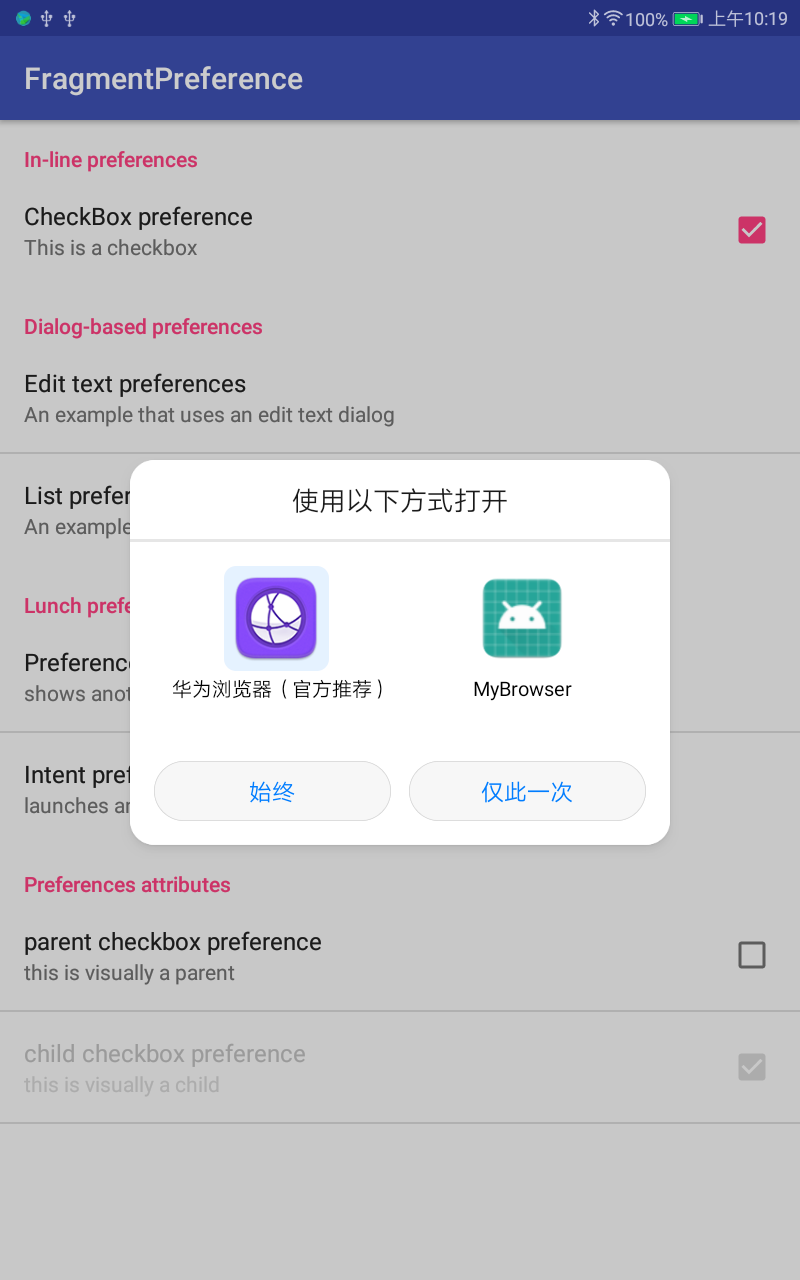 100% 上午10:19
FragmentPreference
In-line preferences
CheckBox preference
This is a checkbox
Dialog-based preferences
Edit text preferences
An example that uses an edit text dialog
List prefer
An example
使用以下方式打开
华为浏览器（官方推荐） MyBrowser
始终 仅此一次
Lunch prefe
Preferenc
shows anot
Intent pref
launches an
Preferences attributes
parent checkbox preference
this is visually a parent
child checkbox preference
this is visually a child